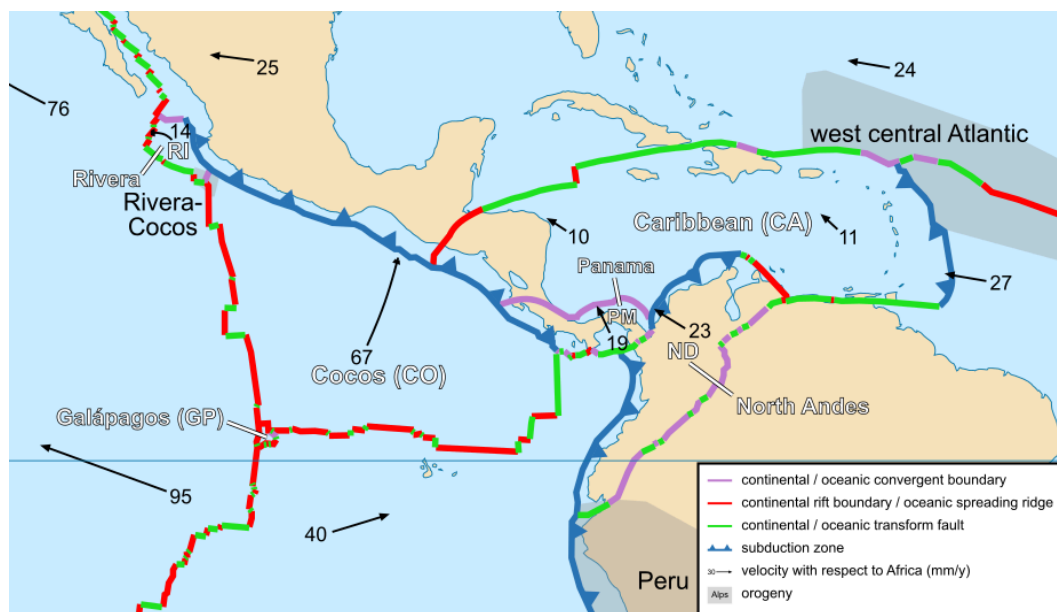 25
24
76
west central Atlantic
14
RI
Rivera
Rivera-
Cocos
Caribbean (CA)
10
11
Panama
27
PM
23
19
67
ND
Cocos (CO)
North Andes
Galápagos (GP)
95
40
Peru
continental / oceanic convergent boundary
continental rift boundary / oceanic spreading ridge
continental / oceanic transform fault
subduction zone
30 velocity with respect to Africa (mm/y)
Alps orogeny